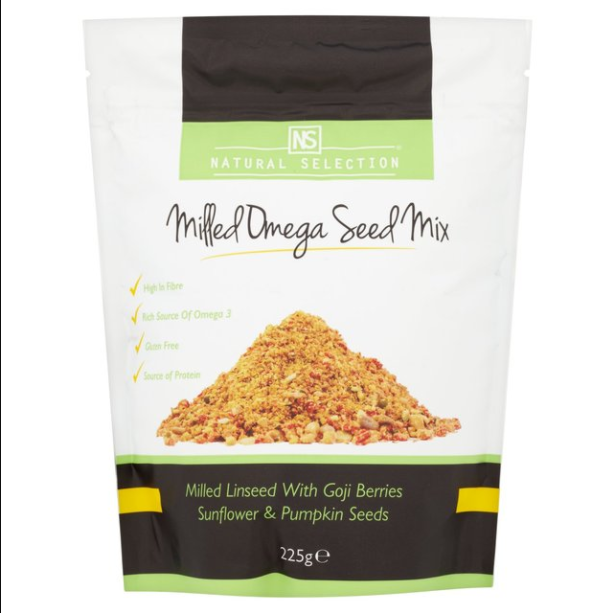 NS
NATURAL SELECTION®
Milled Omega Seed Mix
High In Fibre
Rich Source Of Omega 3
Gluten Free
Source of Protein
Milled Linseed With Goji Berries
Sunflower & Pumpkin Seeds
225g℮